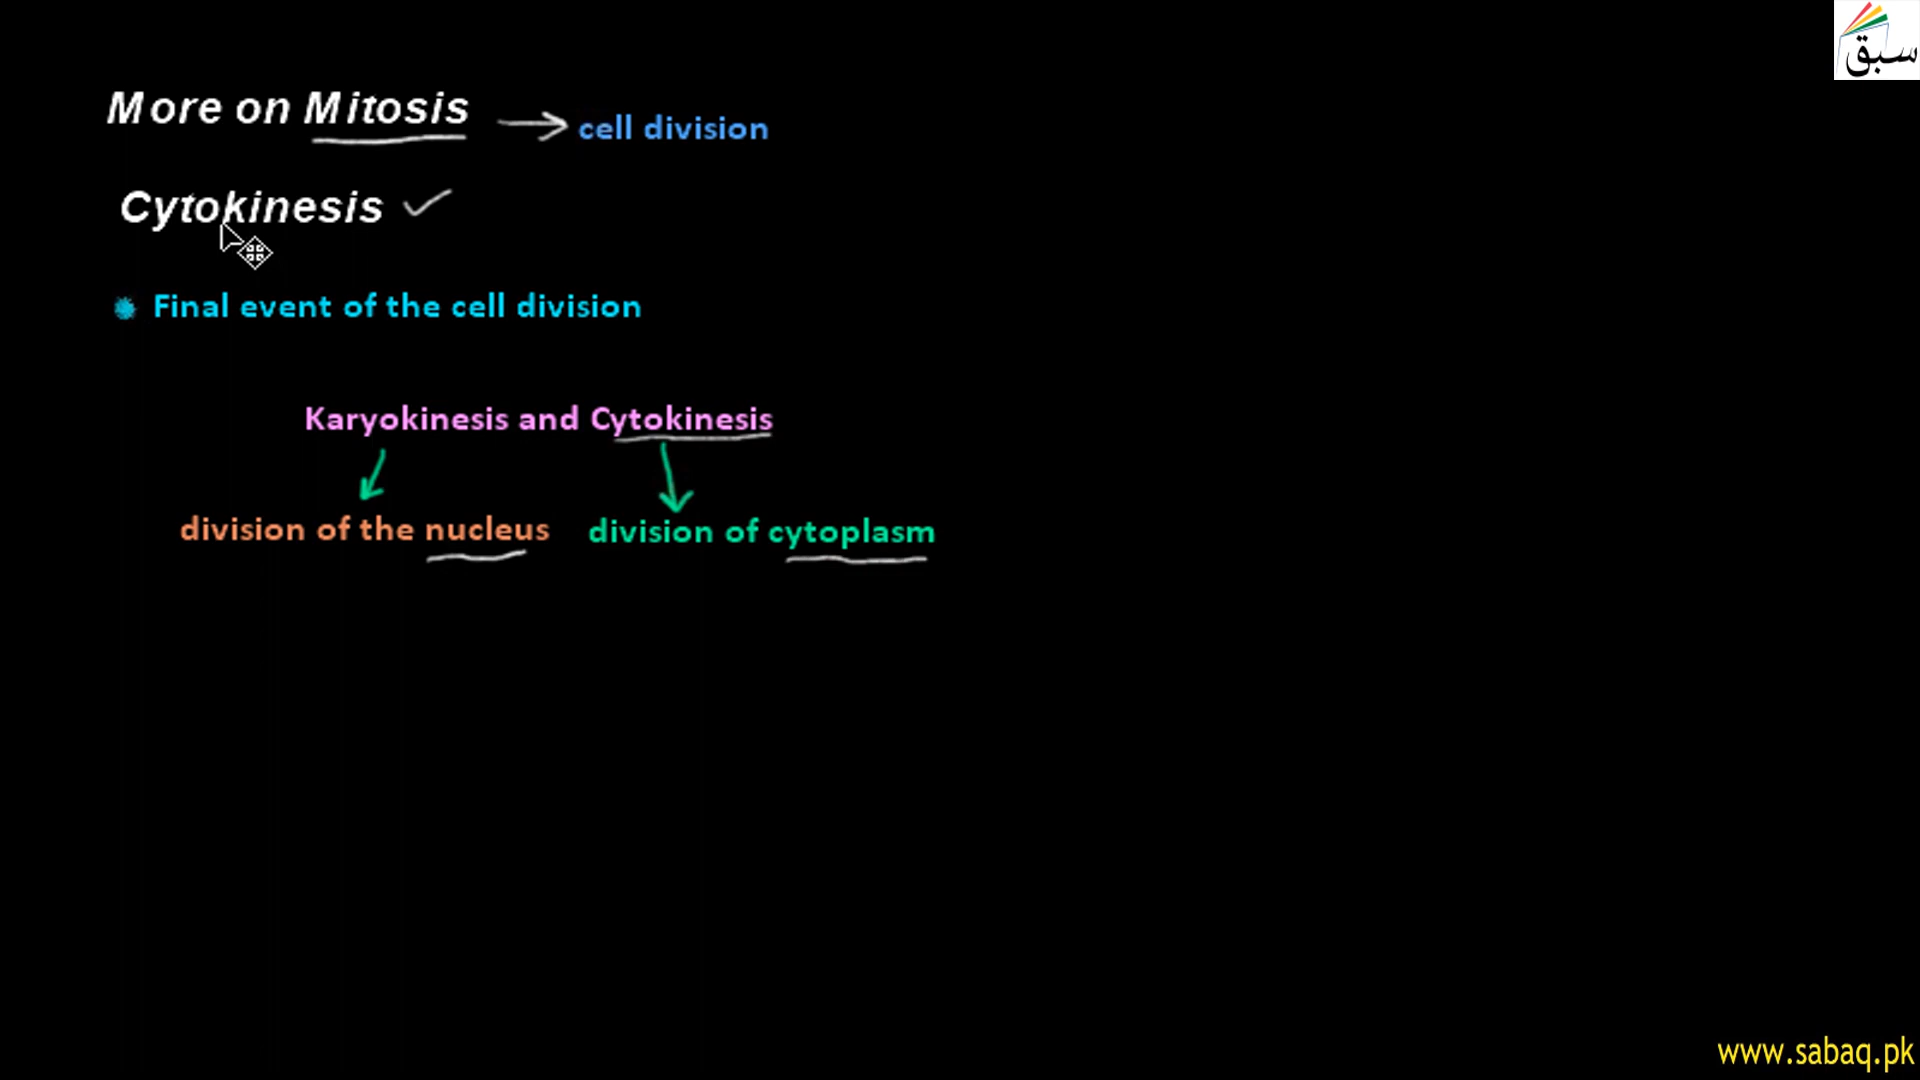 سبق
More on Mitosis → cell division
Cytokinesis ✓
Final event of the cell division
Karyokinesis and Cytokinesis
division of the nucleus division of cytoplasm
www.sabaq.pk